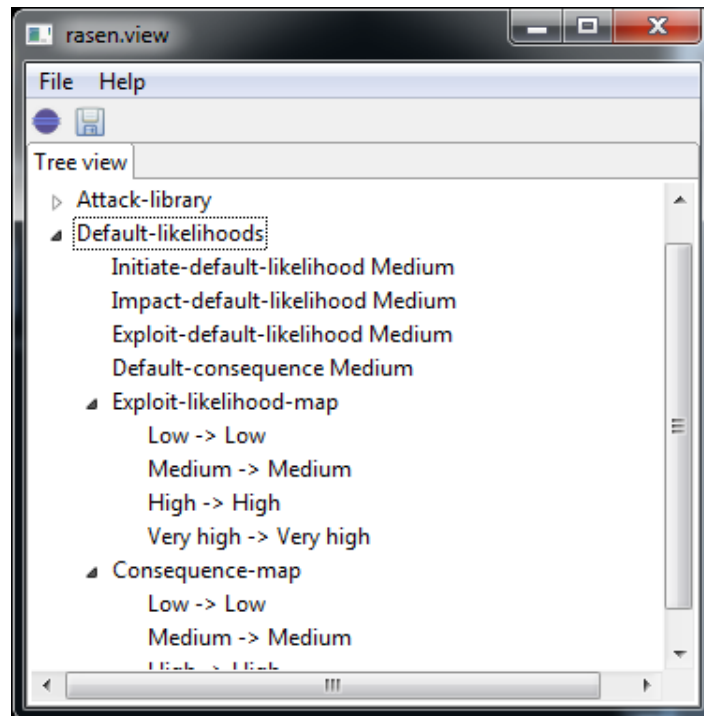 rasen.view
File Help
Tree view
Attack-library
Default-likelihoods
Initiate-default-likelihood Medium
Impact-default-likelihood Medium
Exploit-default-likelihood Medium
Default-consequence Medium
Exploit-likelihood-map
Low -> Low
Medium -> Medium
High -> High
Very high -> Very high
Consequence-map
Low -> Low
Medium -> Medium
High -> High